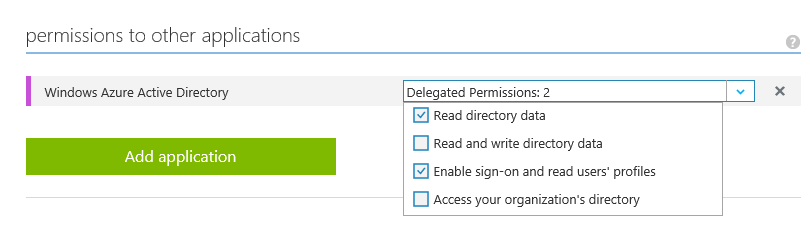 permissions to other applications
?
Windows Azure Active Directory
Delegated Permissions: 2
Read directory data
Read and write directory data
Enable sign-on and read users' profiles
Access your organization's directory
Add application